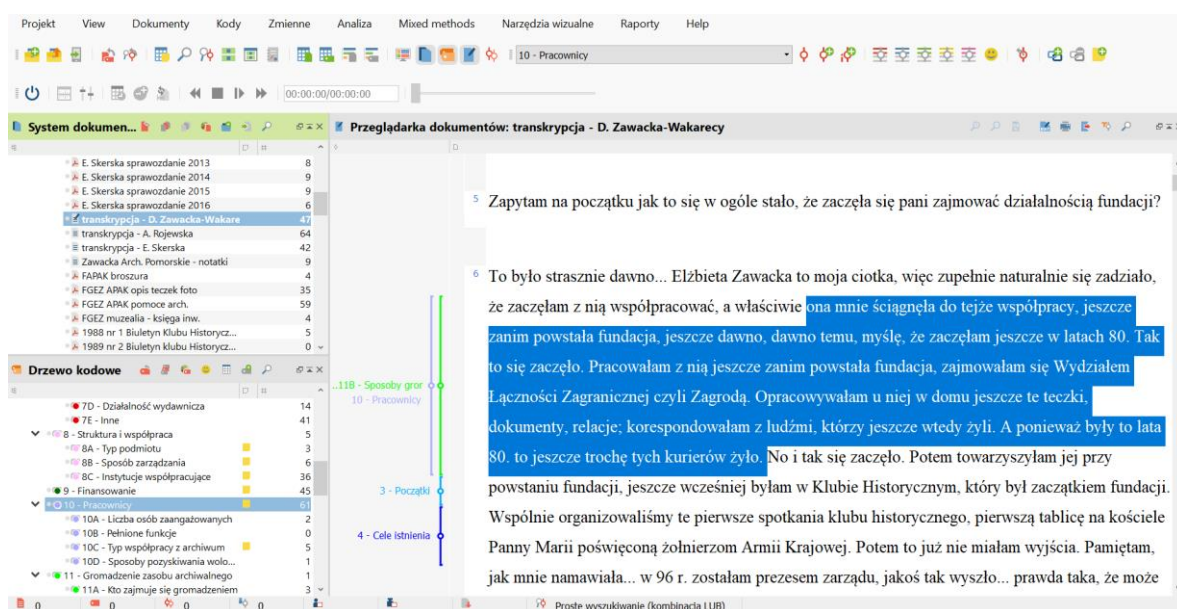 Projekt View Dokumenty Kody Zmienne Analiza Mixed methods Narzędzia wizualne Raporty Help
10 - Pracownicy
00:00:00/00:00:00
System dokumen...
E. Skerska sprawozdanie 2013 8
E. Skerska sprawozdanie 2014 9
E. Skerska sprawozdanie 2015 9
E. Skerska sprawozdanie 2016 6
transkrypcja - D. Zawacka-Wakare 47
transkrypcja - A. Rojewska 64
transkrypcja - E. Skerska 42
Zawacka Arch. Pomorskie - notatki 9
FAPAK broszura 4
FGEZ APAK opis teczek foto 35
FGEZ APAK pomoce arch. 59
FGEZ muzealia - księga inw. 4
1988 nr 1 Biuletyn Klubu Historycz... 5
1989 nr 2 Biuletyn Klubu Historycz... 0
Drzewo kodowe
7D - Działalność wydawnicza 14
7E - Inne 41
8 - Struktura i współpraca 5
8A - Typ podmiotu 3
8B - Sposób zarządzania 6
8C - Instytucje współpracujące 36
9 - Finansowanie 45
10 - Pracownicy 61
10A - Liczba osób zaangażowanych 2
10B - Pełnione funkcje 0
10C - Typ współpracy z archiwum 5
10D - Sposoby pozyskiwania wolo... 1
11 - Gromadzenie zasobu archiwalnego 1
11A - Kto zajmuje się gromadzeniem 3
Przeglądarka dokumentów: transkrypcja - D. Zawacka-Wakarecy
..11B - Sposoby gror
10 - Pracownicy
3 - Początki
4 - Cele istnienia
5 Zapytam na początku jak to się w ogóle stało, że zaczęła się pani zajmować działalnością fundacji?
6 To było strasznie dawno... Elżbieta Zawacka to moja ciotka, więc zupełnie naturalnie się zadziało,
że zaczęłam z nią współpracować, a właściwie ona mnie ściągnęła do tejże współpracy, jeszcze
zanim powstała fundacja, jeszcze dawno, dawno temu, myślę, że zaczęłam jeszcze w latach 80. Tak
to się zaczęło. Pracowałam z nią jeszcze zanim powstała fundacja, zajmowałam się Wydziałem
Łączności Zagranicznej czyli Zagrodą. Opracowywałam u niej w domu jeszcze te teczki,
dokumenty, relacje; korespondowałam z ludźmi, którzy jeszcze wtedy żyli. A ponieważ były to lata
80. to jeszcze trochę tych kurierów żyło. No i tak się zaczęło. Potem towarzyszyłam jej przy
powstaniu fundacji, jeszcze wcześniej byłam w Klubie Historycznym, który był zaczątkiem fundacji.
Wspólnie organizowaliśmy te pierwsze spotkania klubu historycznego, pierwszą tablicę na kościele
Panny Marii poświęconą żołnierzom Armii Krajowej. Potem to już nie miałam wyjścia. Pamiętam,
jak mnie namawiała... w 96 r. zostałam prezesem zarządu, jakoś tak wyszło... prawda taka, że może
0 0 0 0 Proste wyszukiwanie (kombinacja LUB)